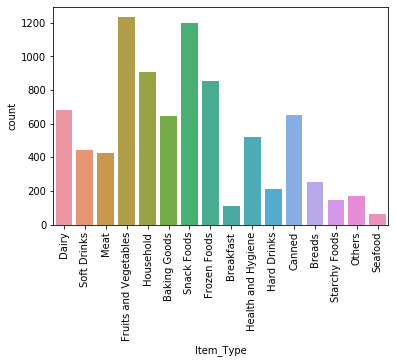 1200
1000
800
600
400
200
0
count
Dairy
Soft Drinks
Meat
Fruits and Vegetables
Household
Baking Goods
Snack Foods
Frozen Foods
Breakfast
Health and Hygiene
Hard Drinks
Canned
Breads
Starchy Foods
Others
Seafood
Item_Type